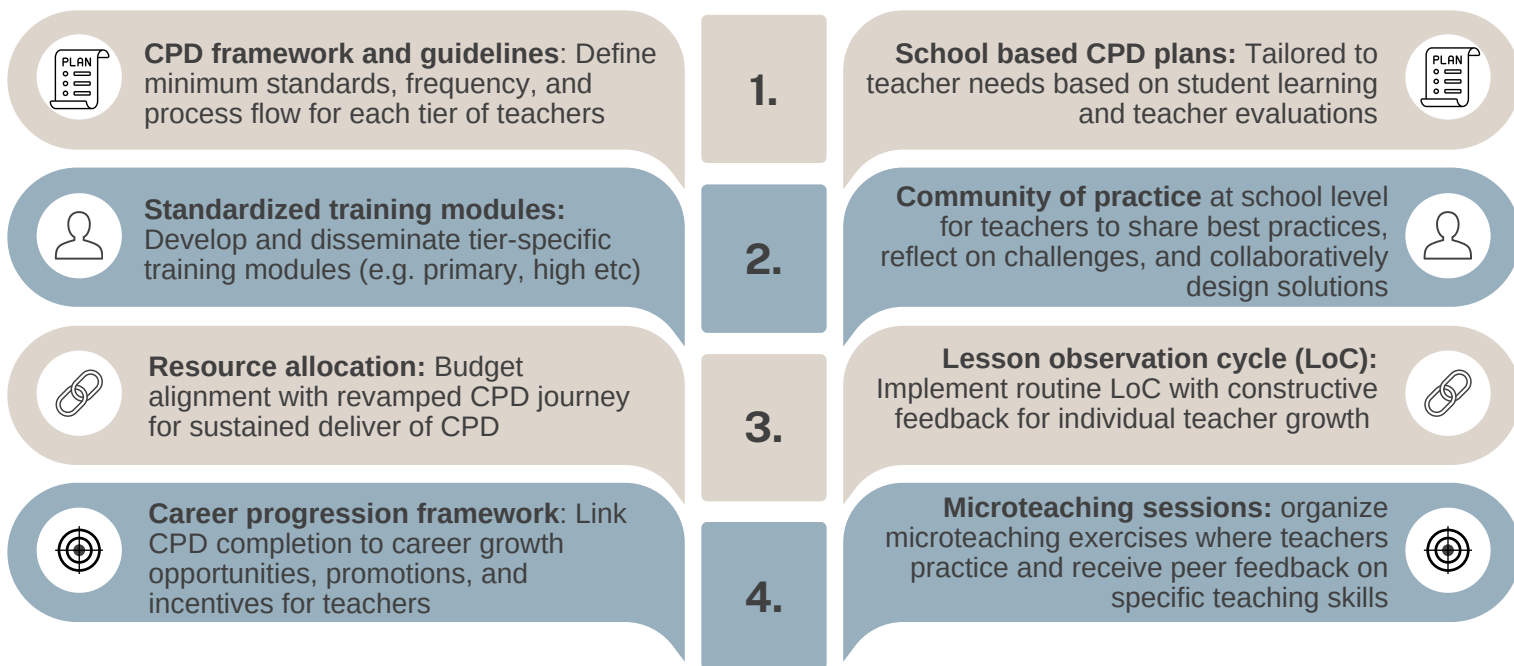 PLAN
CPD framework and guidelines: Define
minimum standards, frequency, and
process flow for each tier of teachers
1.
School based CPD plans: Tailored to
teacher needs based on student learning
and teacher evaluations
PLAN
Standardized training modules:
Develop and disseminate tier-specific
training modules (e.g. primary, high etc)
2.
Community of practice at school level
for teachers to share best practices,
reflect on challenges, and collaboratively
design solutions
Resource allocation: Budget
alignment with revamped CPD journey
for sustained deliver of CPD
3.
Lesson observation cycle (LoC):
Implement routine LoC with constructive
feedback for individual teacher growth
Career progression framework: Link
CPD completion to career growth
opportunities, promotions, and
incentives for teachers
4.
Microteaching sessions: organize
microteaching exercises where teachers
practice and receive peer feedback on
specific teaching skills